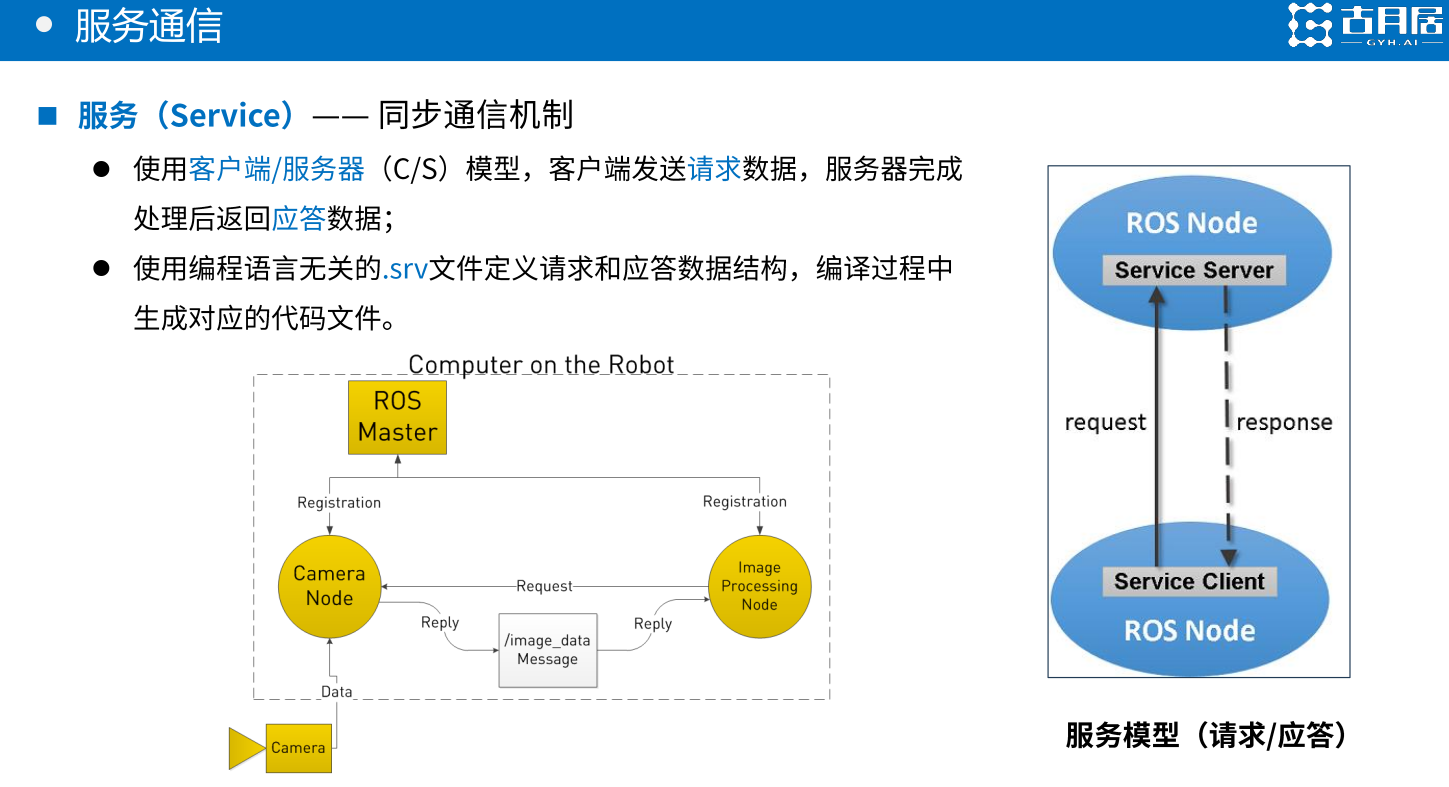 服务通信
古月居
GYH.AI
服务（Service）—— 同步通信机制
使用客户端/服务器（C/S）模型，客户端发送请求数据，服务器完成
处理后返回应答数据；
使用编程语言无关的.srv文件定义请求和应答数据结构，编译过程中
生成对应的代码文件。
Computer on the Robot
ROS
Master
Registration
Registration
Camera
Node
Image
Processing
Node
Request
Reply
Reply
/image_data
Message
Data
Camera
ROS Node
Service Server
request
response
Service Client
ROS Node
服务模型（请求/应答）